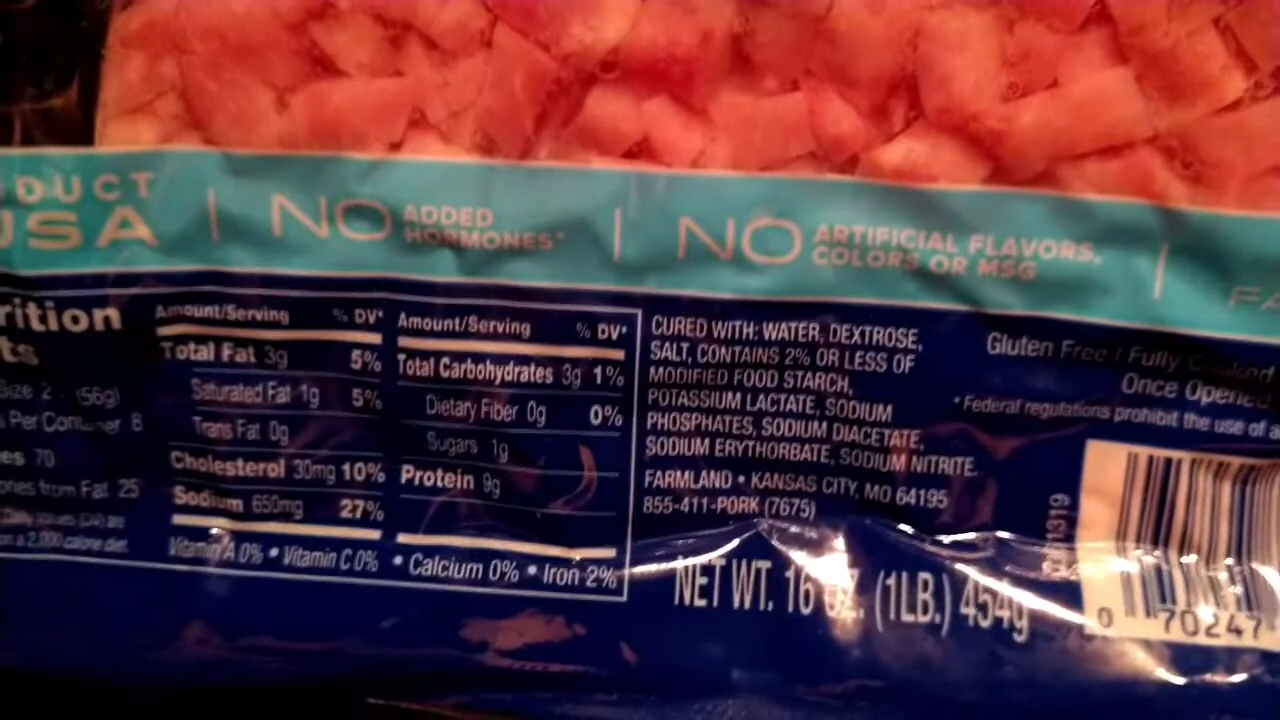 DUCT
USA
NO ADDED HORMONES*
NO ARTIFICIAL FLAVORS, COLORS OR MSG
FA
rition
ts
Size 2 (56g)
Per Container 8
es 70
ories from Fat 25
on a 2,000 calorie diet.
Amount/Serving % DV*
Total Fat 3g 5%
Saturated Fat 1g 5%
Trans Fat 0g
Cholesterol 30mg 10%
Sodium 650mg 27%
Amount/Serving % DV*
Total Carbohydrates 3g 1%
Dietary Fiber 0g 0%
Sugars 1g
Protein 9g
Vitamin A 0% • Vitamin C 0% • Calcium 0% • Iron 2%
CURED WITH: WATER, DEXTROSE,
SALT, CONTAINS 2% OR LESS OF
MODIFIED FOOD STARCH,
POTASSIUM LACTATE, SODIUM
PHOSPHATES, SODIUM DIACETATE,
SODIUM ERYTHORBATE, SODIUM NITRITE.
FARMLAND • KANSAS CITY, MO 64195
855-411-PORK (7675)
NET WT. 16 OZ. (1LB.) 454g
Gluten Free | Fully Cooked
Once Opened
*Federal regulations prohibit the use of
0 70247